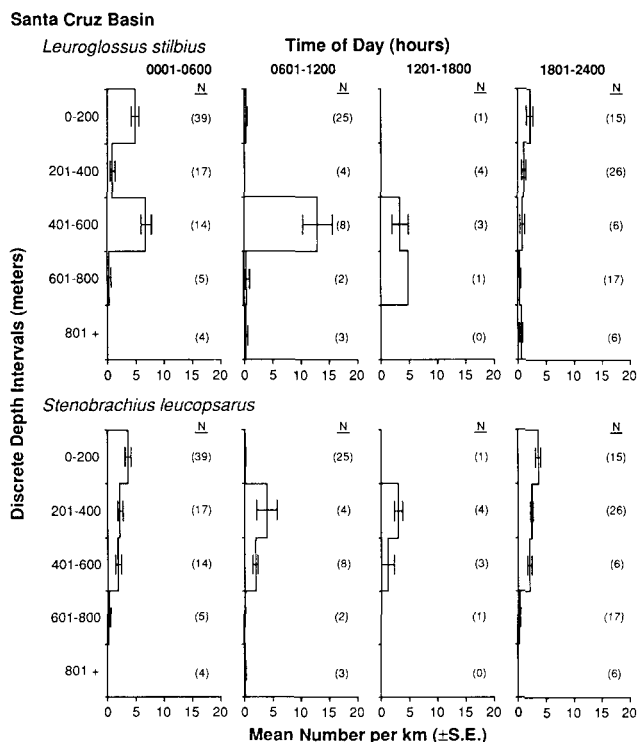 Santa Cruz Basin
Leuroglossus stilbius Time of Day (hours)
0001-0600 0601-1200 1201-1800 1801-2400
N N N N
0-200 (39) (25) (1) (15)
201-400 (17) (4) (4) (26)
401-600 (14) (8) (3) (6)
601-800 (5) (2) (1) (17)
801 + (4) (3) (0) (6)
0 5 10 15 20 0 5 10 15 20 0 5 10 15 20 0 5 10 15 20
Discrete Depth Intervals (meters)
Stenobrachius leucopsarus
N N N N
0-200 (39) (25) (1) (15)
201-400 (17) (4) (4) (26)
401-600 (14) (8) (3) (6)
601-800 (5) (2) (1) (17)
801 + (4) (3) (0) (6)
0 5 10 15 20 0 5 10 15 20 0 5 10 15 20 0 5 10 15 20
Mean Number per km (±S.E.)